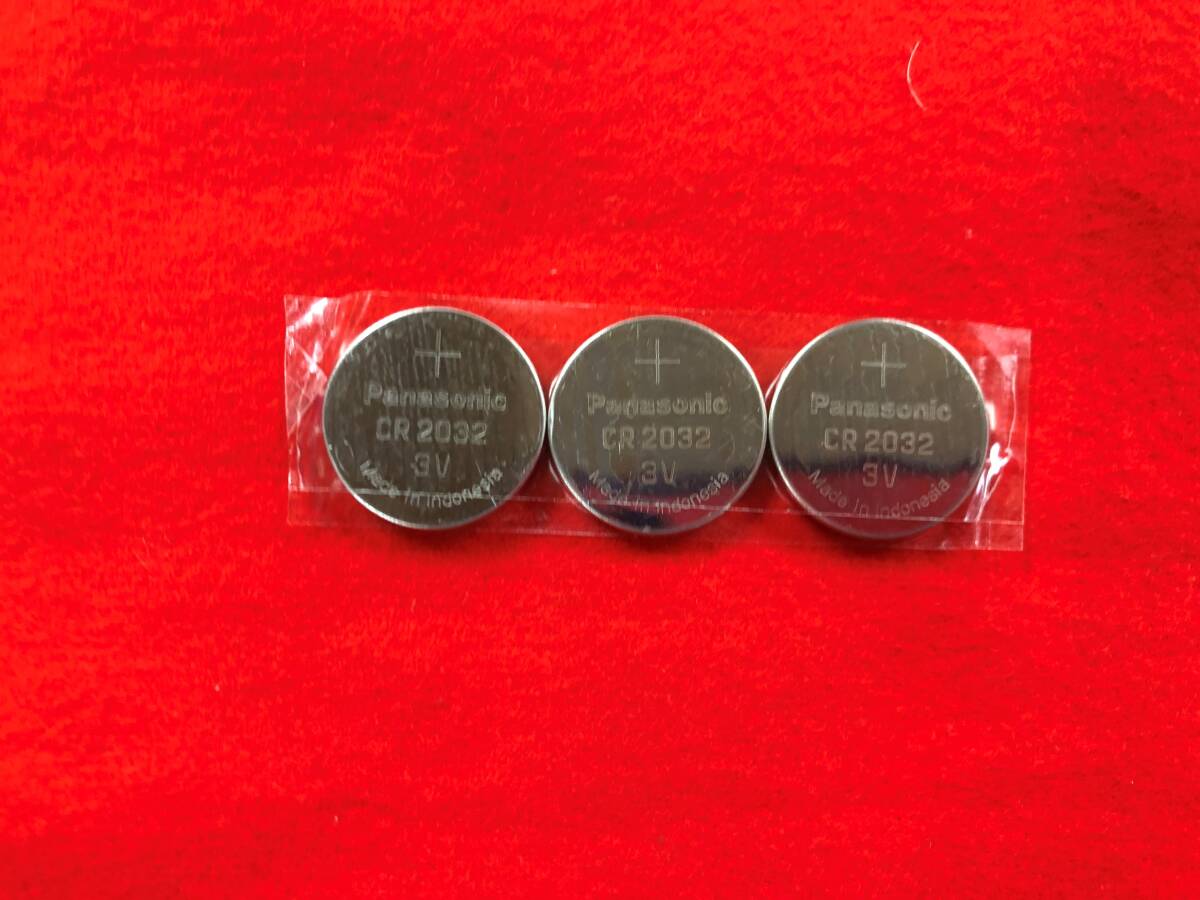 +
Panasonic
CR 2032
3V
Made in Indonesia
+
Panasonic
CR 2032
3V
Made in Indonesia
+
Panasonic
CR 2032
3V
Made in Indonesia